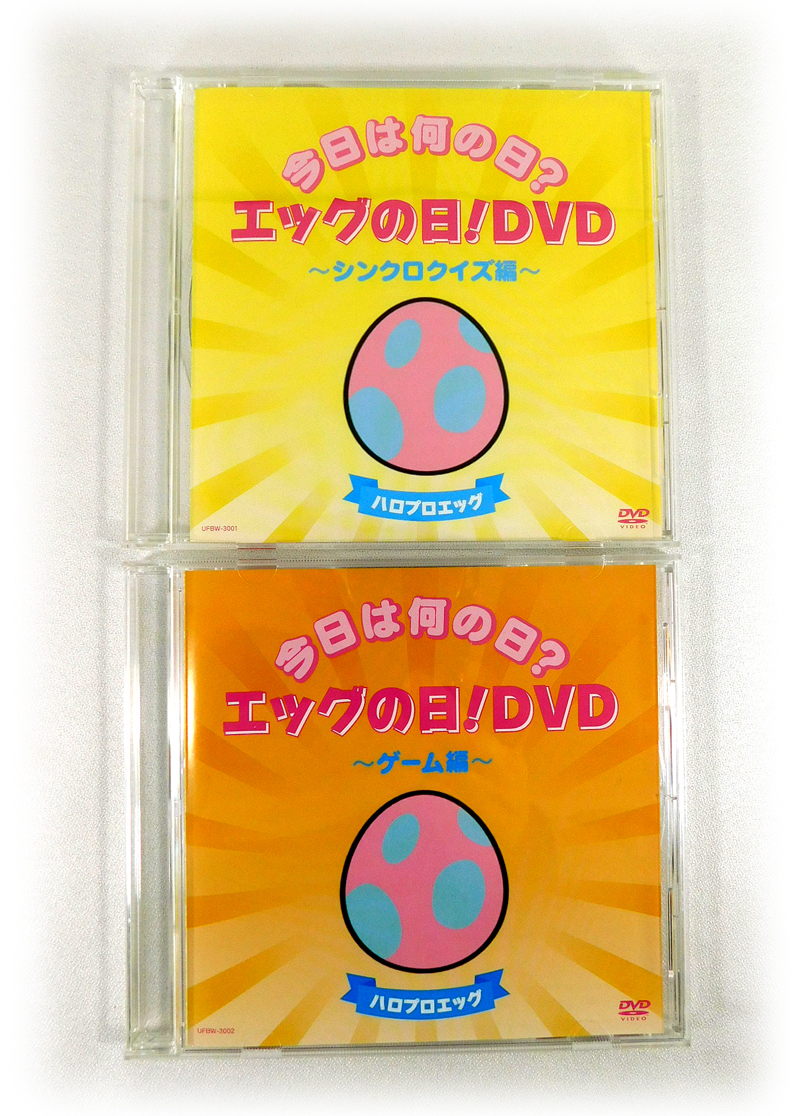 今日は何の日?
エッグの日!DVD
～シンクロクイズ編～
ハロプロエッグ
UFBW-3001
DVD
VIDEO
今日は何の日?
エッグの日!DVD
～ゲーム編～
ハロプロエッグ
UFBW-3002
DVD
VIDEO